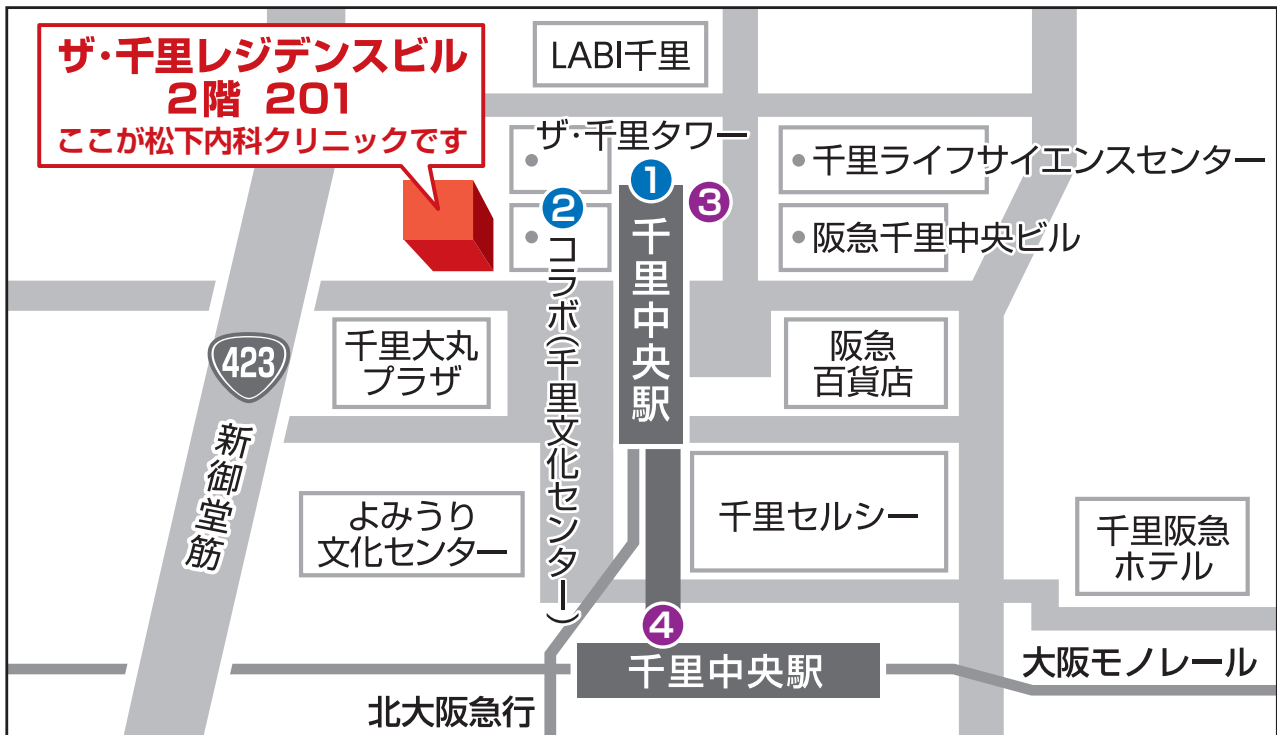 ザ・千里レジデンスビル
2階 201
ここが松下内科クリニックです
LABI千里
ザ・千里タワー
1
3
千里ライフサイエンスセンター
2
阪急千里中央ビル
コラボ(千里文化センター)
千里中央駅
423
新御堂筋
千里大丸
プラザ
阪急
百貨店
よみうり
文化センター
千里セルシー
千里阪急
ホテル
4
千里中央駅
大阪モノレール
北大阪急行